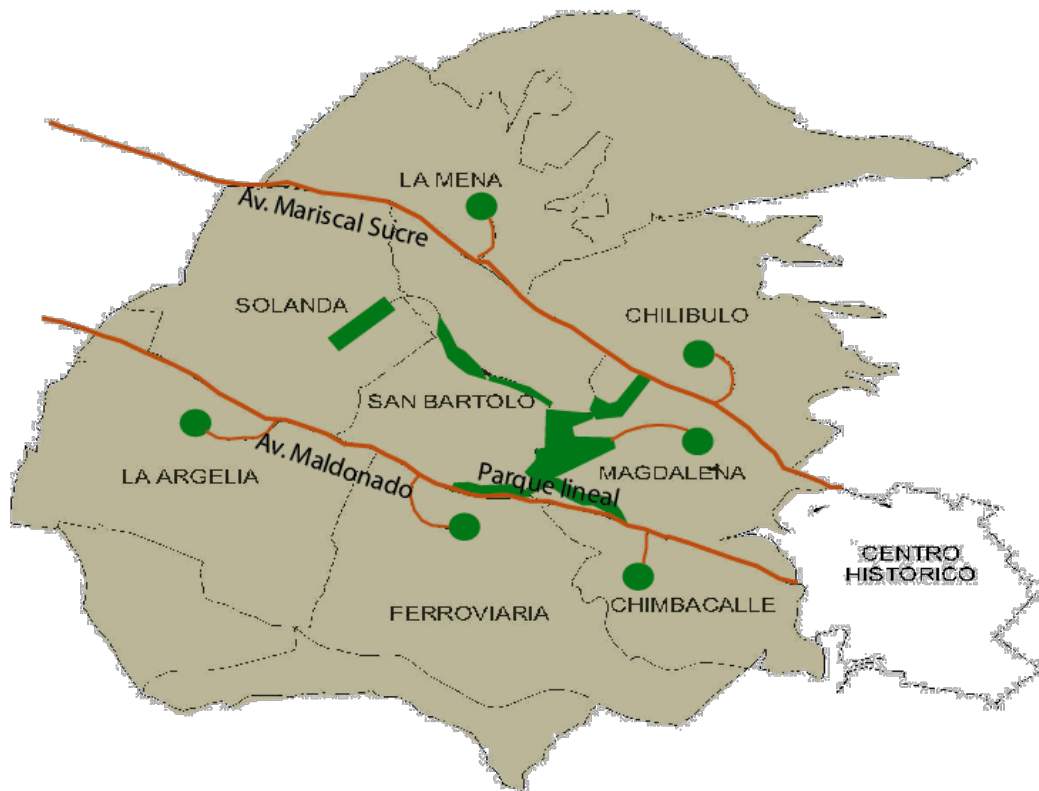 LA MENA
Av. Mariscal Sucre
SOLANDA
CHILIBULO
SAN BARTOLO
LA ARGELIA
Av. Maldonado
Parque lineal
MAGDALENA
CENTRO
HISTÓRICO
FERROVIARIA
CHIMBACALLE